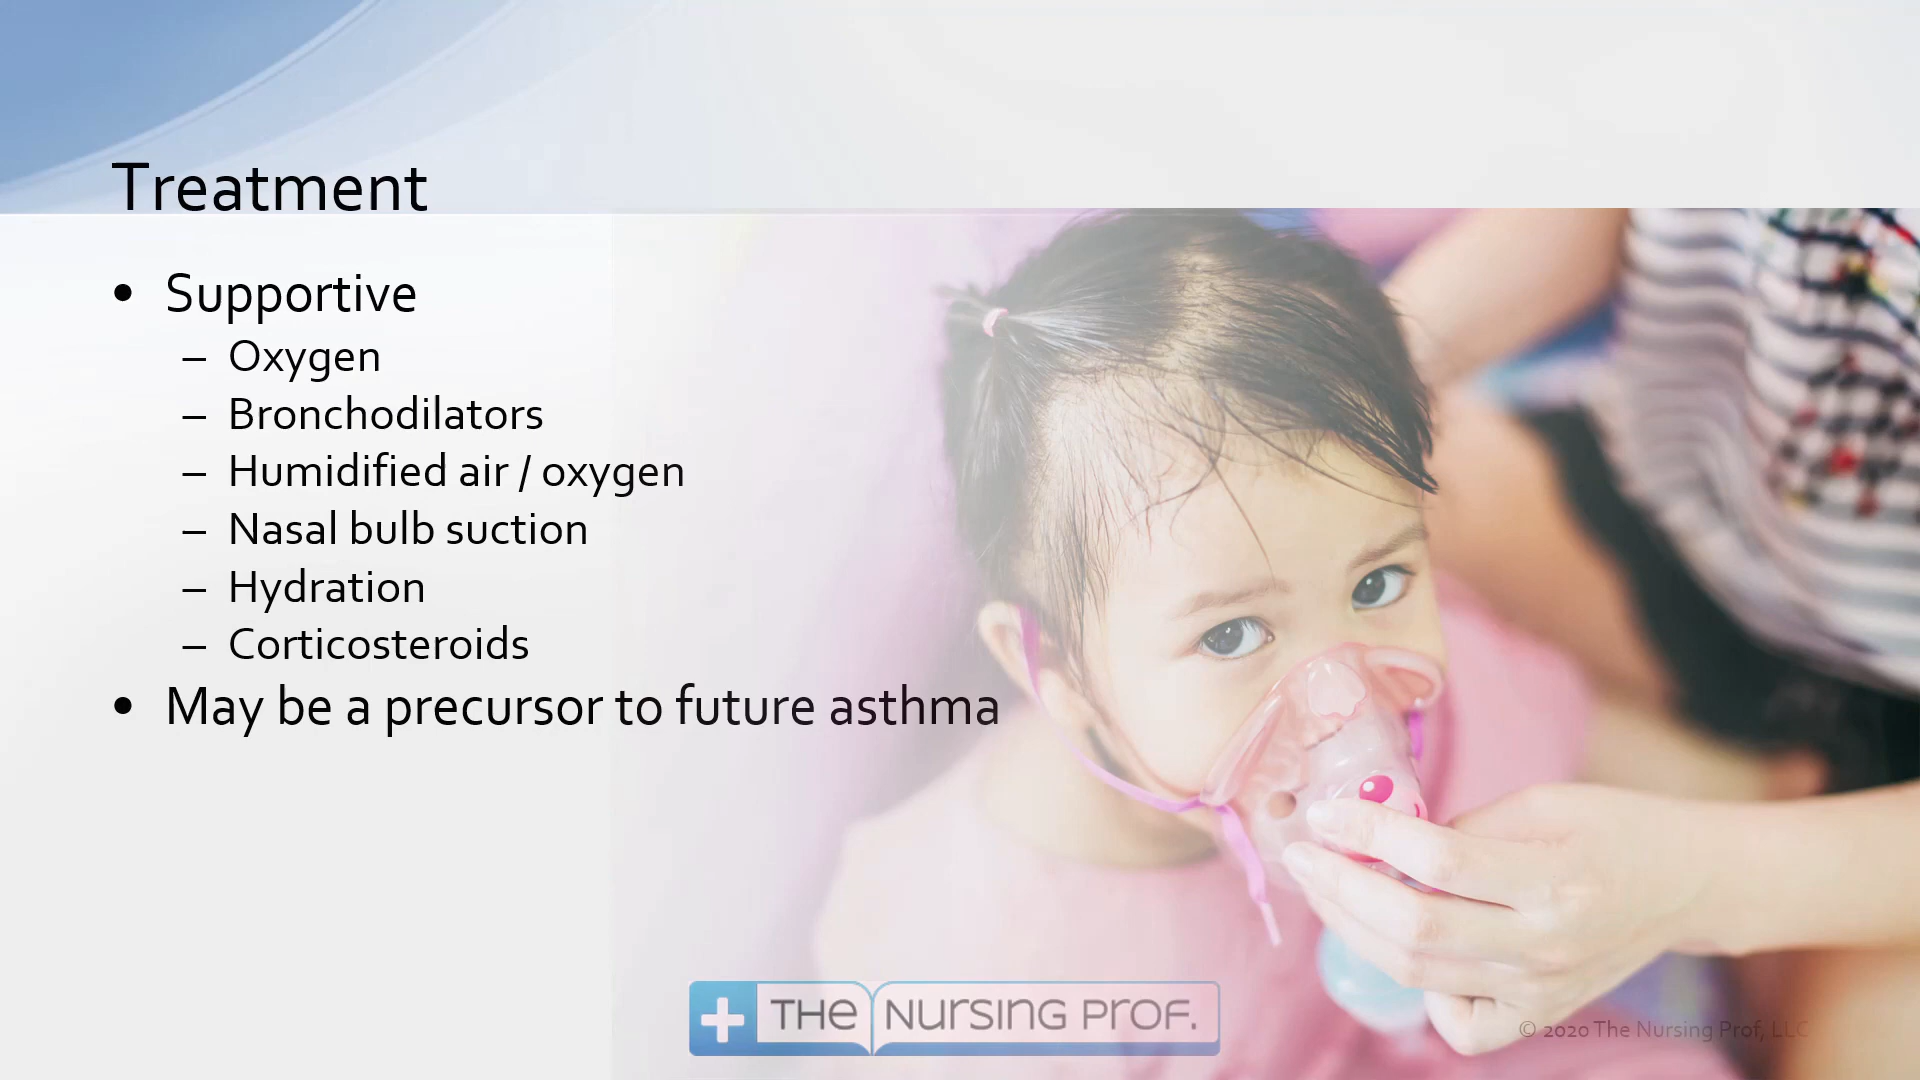 Treatment
• Supportive
– Oxygen
– Bronchodilators
– Humidified air / oxygen
– Nasal bulb suction
– Hydration
– Corticosteroids
• May be a precursor to future asthma
THE NURSING PROF.
© 2020 The Nursing Prof, LLC